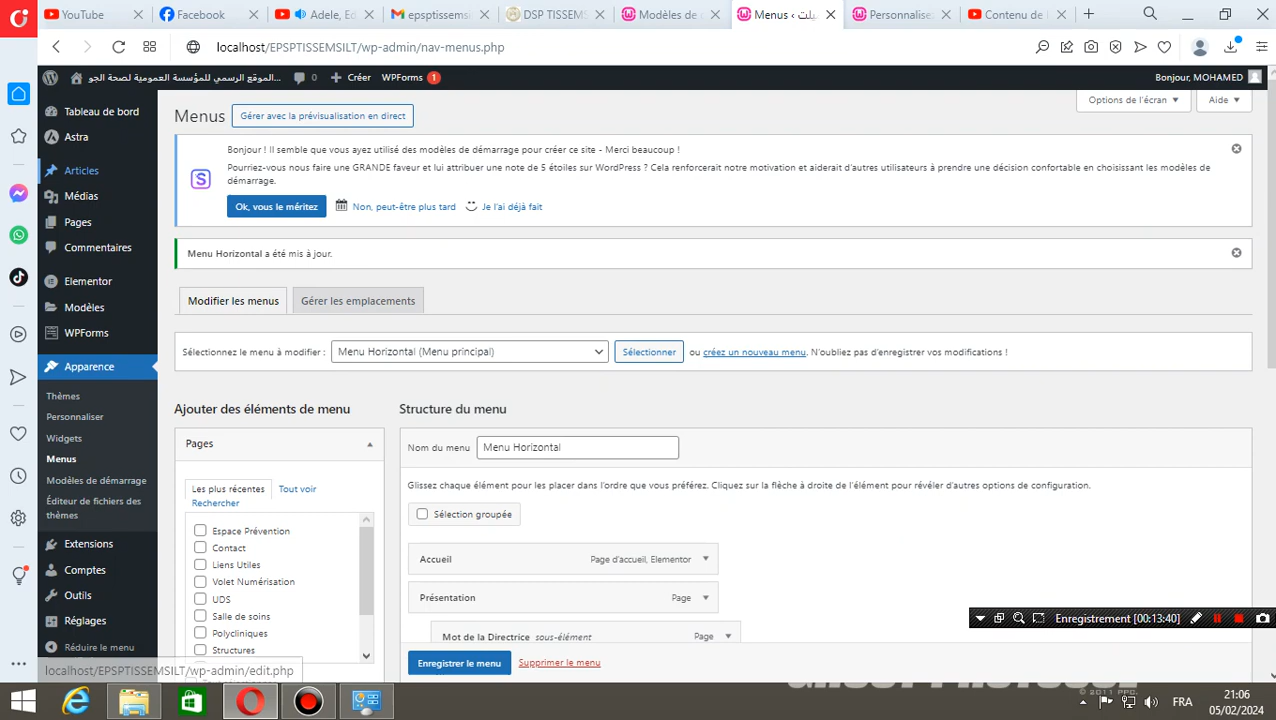 YouTube
Facebook
Adele, Ed
epsptissemsi
DSP TISSEM
Modèles de
Menus ‹ يلت
Personnalise
Contenu de
localhost/EPSPTISSEMSILT/wp-admin/nav-menus.php
الموقع الرسمي للمؤسسة العمومية لصحة الجو...
0
Créer
WPForms 1
Bonjour, MOHAMED
Tableau de bord
Astra
Articles
Médias
Pages
Commentaires
Elementor
Modèles
WPForms
Apparence
Thèmes
Personnaliser
Widgets
Menus
Modèles de démarrage
Éditeur de fichiers des
thèmes
Extensions
Comptes
Outils
Réglages
Réduire le menu
localhost/EPSPTISSEMSILT/wp-admin/edit.php
Options de l'écran
Aide
Menus
Gérer avec la prévisualisation en direct
S
Bonjour ! Il semble que vous ayez utilisé des modèles de démarrage pour créer ce site - Merci beaucoup !
Pourriez-vous nous faire une GRANDE faveur et lui attribuer une note de 5 étoiles sur WordPress ? Cela renforcerait notre motivation et aiderait d'autres utilisateurs à prendre une décision confortable en choisissant les modèles de
démarrage.
Ok, vous le méritez
Non, peut-être plus tard
Je l'ai déjà fait
Menu Horizontal a été mis à jour.
Modifier les menus
Gérer les emplacements
Sélectionnez le menu à modifier :
Menu Horizontal (Menu principal)
Sélectionner
ou créez un nouveau menu. N'oubliez pas d'enregistrer vos modifications !
Ajouter des éléments de menu
Pages
Les plus récentes
Tout voir
Rechercher
Espace Prévention
Contact
Liens Utiles
Volet Numérisation
UDS
Salle de soins
Polycliniques
Structures
Structure du menu
Nom du menu
Menu Horizontal
Glissez chaque élément pour les placer dans l'ordre que vous préférez. Cliquez sur la flèche à droite de l'élément pour révéler d'autres options de configuration.
Sélection groupée
Accueil
Page d'accueil, Elementor
Présentation
Page
Mot de la Directrice sous-élément
Page
Enregistrer le menu
Supprimer le menu
Enregistrement [00:13:40]
© 2011 PPG.
FRA
21:06
05/02/2024